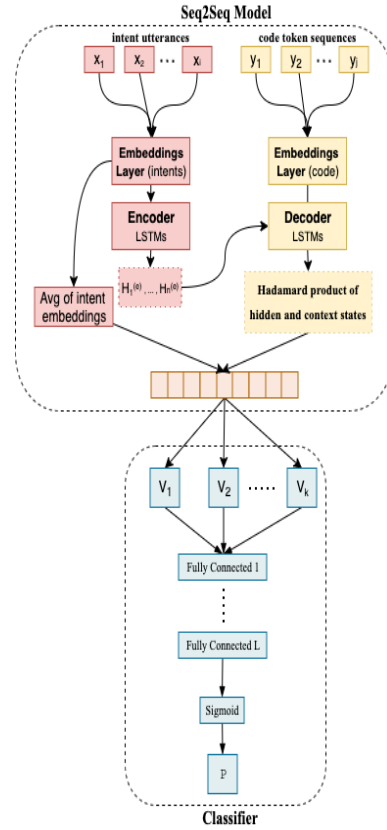 Seq2Seq Model
intent utterances
code token sequences
x₁ x₂ ••• xᵢ
y₁ y₂ ••• yⱼ
Embeddings
Layer (intents)
Embeddings
Layer (code)
Encoder
LSTMs
Decoder
LSTMs
H₁⁽ᵉ⁾, ..., Hₙ⁽ᵉ⁾
Hadamard product of
hidden and context states
Avg of intent
embeddings
V₁ V₂ ····· Vₖ
Fully Connected 1
Fully Connected L
Sigmoid
P
Classifier